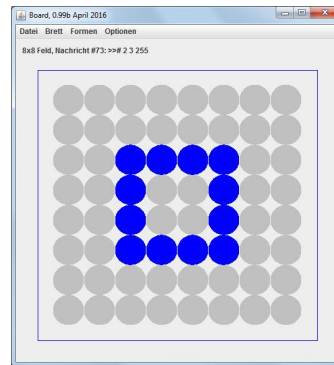 Board, 0.99b April 2016
Datei Brett Formen Optionen
8x8 Feld, Nachricht #73: >># 2 3 255